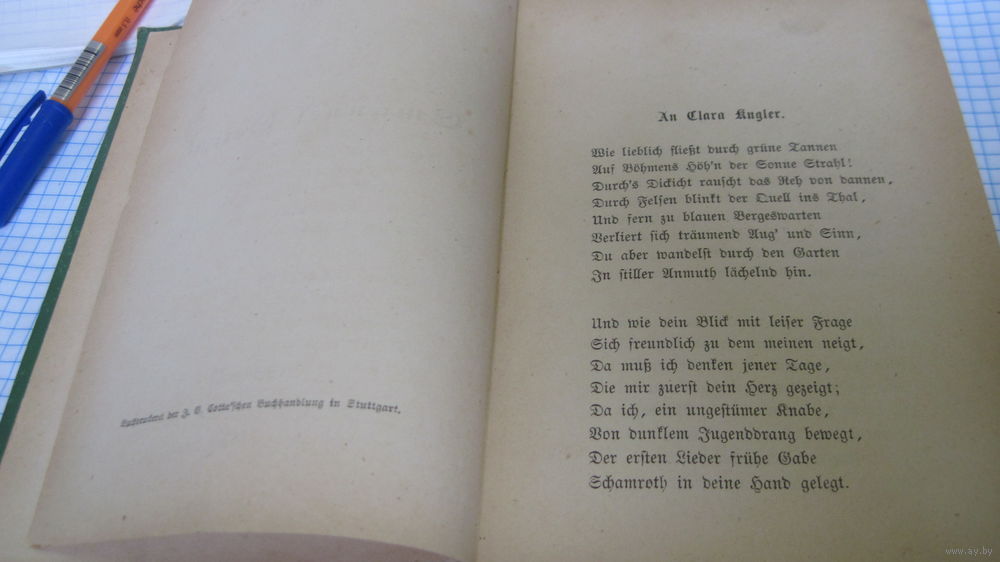 Buchdruckerei der J. G. Cotta'schen Buchhandlung in Stuttgart.
An Clara Kugler.
Wie lieblich fließt durch grüne Tannen
Auf Böhmens Höh'n der Sonne Strahl!
Durch's Dickicht rauscht das Reh von dannen,
Durch Felsen blinkt der Quell ins Thal,
Und fern zu blauen Bergeswarten
Verliert sich träumend Aug' und Sinn,
Du aber wandelst durch den Garten
In stiller Anmuth lächelnd hin.
Und wie dein Blick mit leiser Frage
Sich freundlich zu dem meinen neigt,
Da muß ich denken jener Tage,
Die mir zuerst dein Herz gezeigt;
Da ich, ein ungestümer Knabe,
Von dunklem Jugenddrang bewegt,
Der ersten Lieder frühe Gabe
Schamroth in deine Hand gelegt.
www.ay.by